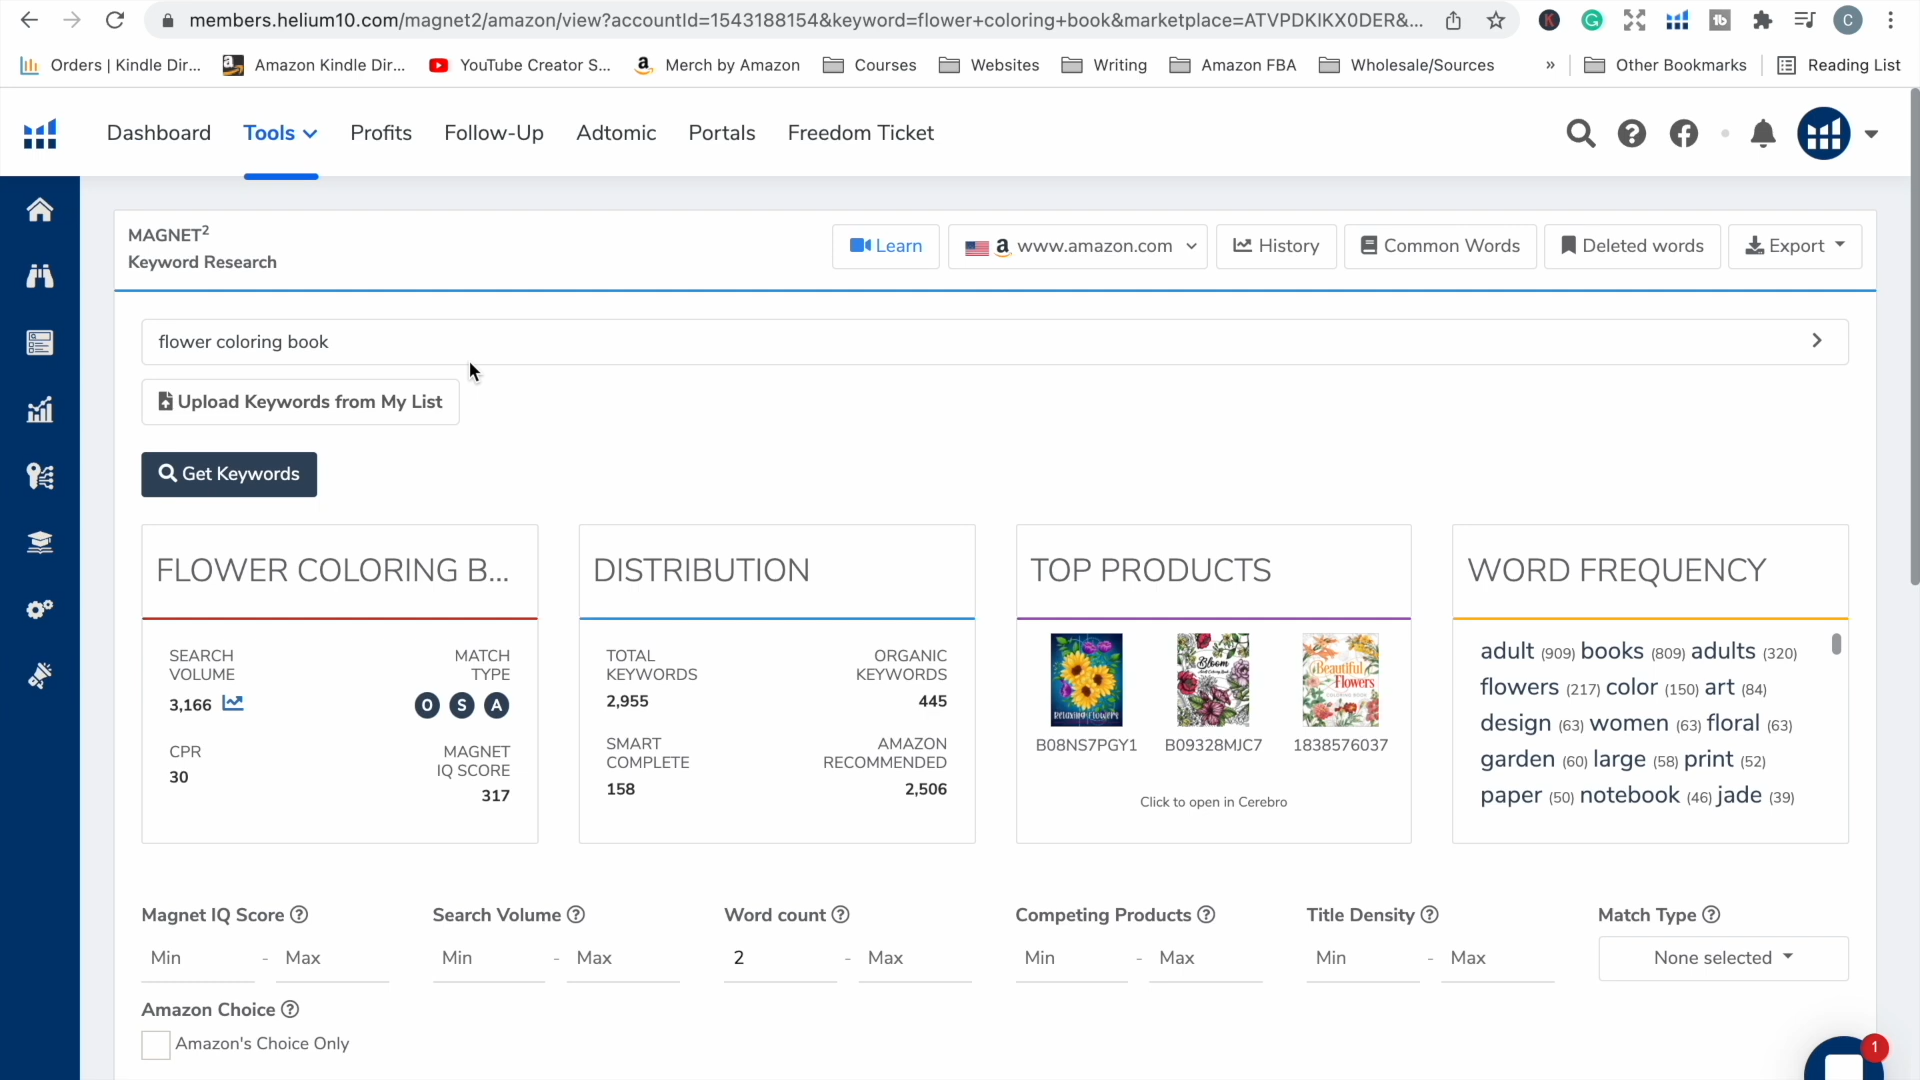 members.helium10.com/magnet2/amazon/view?accountId=1543188154&keyword=flower+coloring+book&marketplace=ATVPDKIKX0DER&...
K
G
1b
C
Orders | Kindle Dir...
Amazon Kindle Dir...
YouTube Creator S...
Merch by Amazon
Courses
Websites
Writing
Amazon FBA
Wholesale/Sources
»
Other Bookmarks
Reading List
Dashboard
Tools
Profits
Follow-Up
Adtomic
Portals
Freedom Ticket
MAGNET²
Keyword Research
Learn
www.amazon.com
History
Common Words
Deleted words
Export
flower coloring book
Upload Keywords from My List
Get Keywords
FLOWER COLORING B...
SEARCH VOLUME
3,166
MATCH TYPE
O S A
CPR
30
MAGNET IQ SCORE
317
DISTRIBUTION
TOTAL KEYWORDS
2,955
ORGANIC KEYWORDS
445
SMART COMPLETE
158
AMAZON RECOMMENDED
2,506
TOP PRODUCTS
Relaxing Flowers
Bloom
Beautiful Flowers
B08NS7PGY1
B09328MJC7
1838576037
Click to open in Cerebro
WORD FREQUENCY
adult (909) books (809) adults (320)
flowers (217) color (150) art (84)
design (63) women (63) floral (63)
garden (60) large (58) print (52)
paper (50) notebook (46) jade (39)
Magnet IQ Score
Min - Max
Search Volume
Min - Max
Word count
2 - Max
Competing Products
Min - Max
Title Density
Min - Max
Match Type
None selected
Amazon Choice
Amazon's Choice Only
1